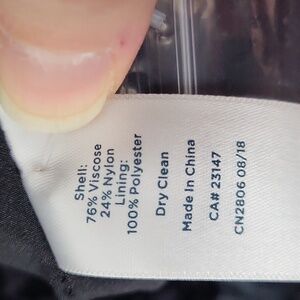 Shell:
76% Viscose
24% Nylon
Lining:
100% Polyester
Dry Clean
Made In China
CA# 23147
CN2806 08/18